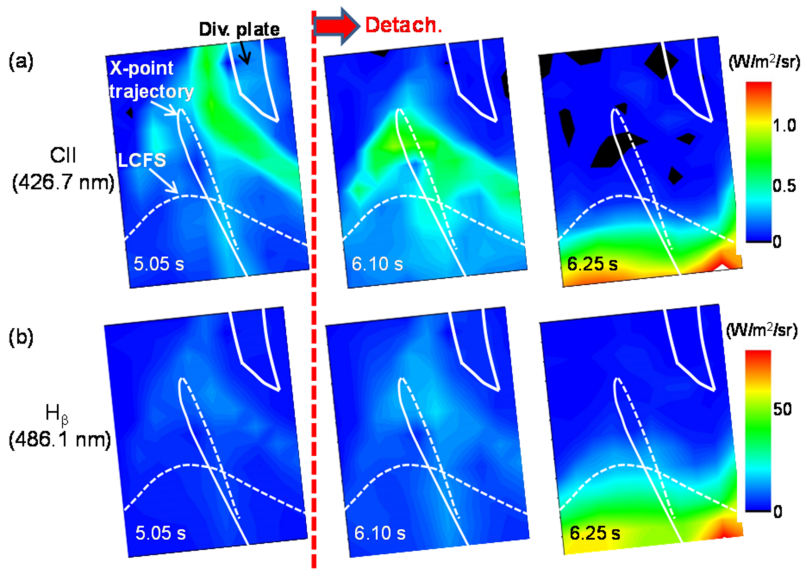 Div. plate
Detach.
(a)
X-point
trajectory
(W/m²/sr)
1.0
CII
(426.7 nm)
LCFS
0.5
0
5.05 s
6.10 s
6.25 s
(b)
(W/m²/sr)
Hβ
(486.1 nm)
50
0
5.05 s
6.10 s
6.25 s